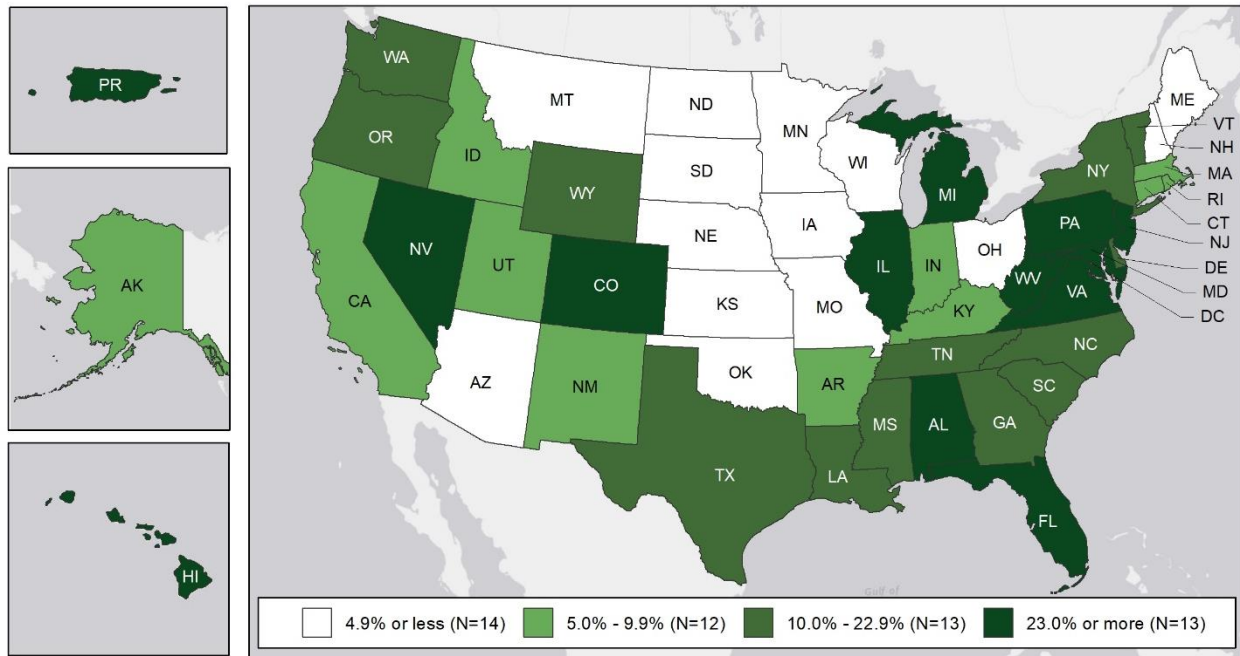 PR
AK
HI
WA
MT
ND
MN
ME
VT
NH
OR
ID
SD
WI
NY
MA
WY
MI
RI
CT
NE
IA
PA
NJ
NV
UT
CO
IL
IN
OH
DE
WV
VA
MD
CA
KS
MO
KY
DC
AZ
NM
OK
AR
TN
NC
SC
TX
LA
MS
AL
GA
FL
Gulf of
4.9% or less (N=14)
5.0% - 9.9% (N=12)
10.0% - 22.9% (N=13)
23.0% or more (N=13)